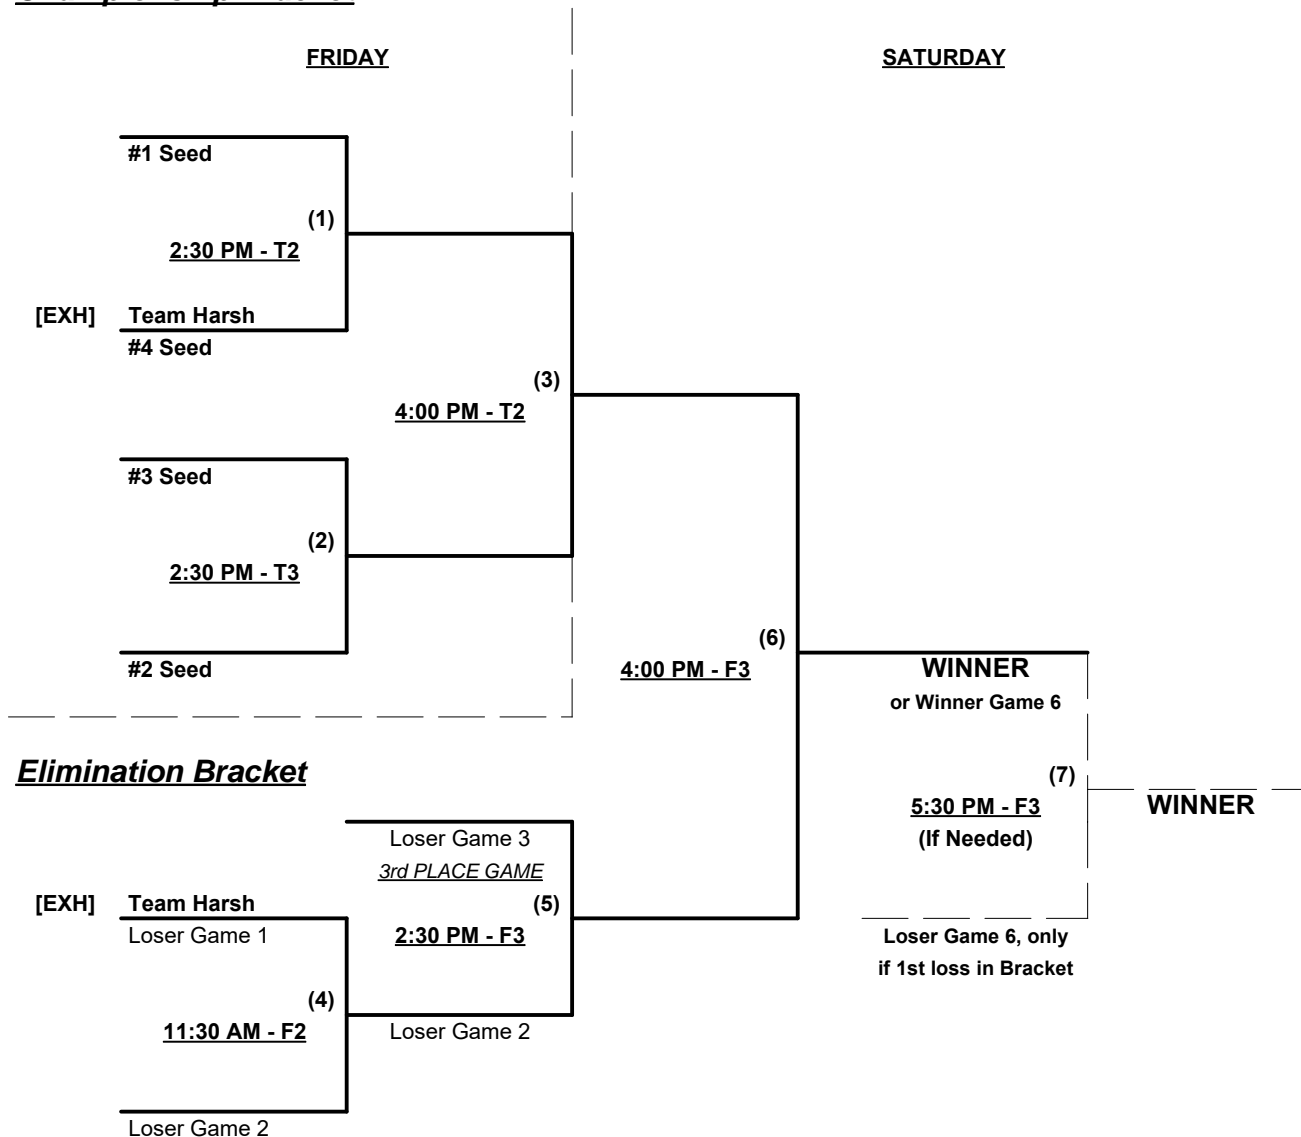 FRIDAY
SATURDAY
#1 Seed
(1)
2:30 PM - T2
[EXH] Team Harsh
#4 Seed
(3)
4:00 PM - T2
#3 Seed
(2)
2:30 PM - T3
#2 Seed
(6)
4:00 PM - F3
WINNER
or Winner Game 6
Elimination Bracket
(7)
5:30 PM - F3
(If Needed)
WINNER
Loser Game 3
3rd PLACE GAME
[EXH] Team Harsh
(5)
Loser Game 1
2:30 PM - F3
Loser Game 6, only
if 1st loss in Bracket
(4)
11:30 AM - F2
Loser Game 2
Loser Game 2